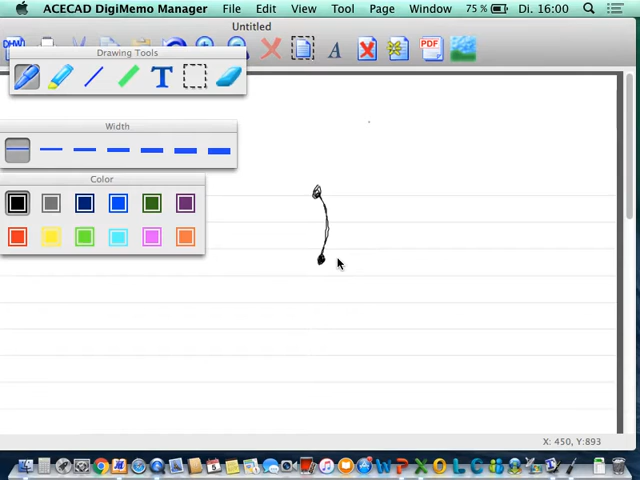 ACECAD DigiMemo Manager File Edit View Tool Page Window 75 % Di. 16:00
Untitled
A PDF
Drawing Tools
T
Width
Color
X: 450, Y:893